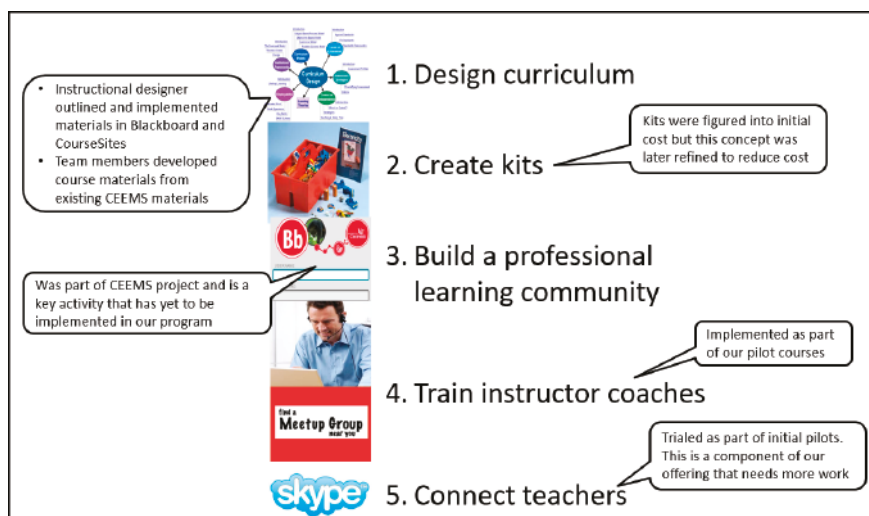 Curriculum
Design
1. Design curriculum
• Instructional designer
outlined and implemented
materials in Blackboard and
CourseSites
• Team members developed
course materials from
existing CEEMS materials
Kits were figured into initial
cost but this concept was
later refined to reduce cost
2. Create kits
Bb
3. Build a professional
learning community
Was part of CEEMS project and is a
key activity that has yet to be
implemented in our program
Implemented as part
of our pilot courses
4. Train instructor coaches
find a
Meetup Group
near you
Trialed as part of initial pilots.
This is a component of our
offering that needs more work
skype
5. Connect teachers